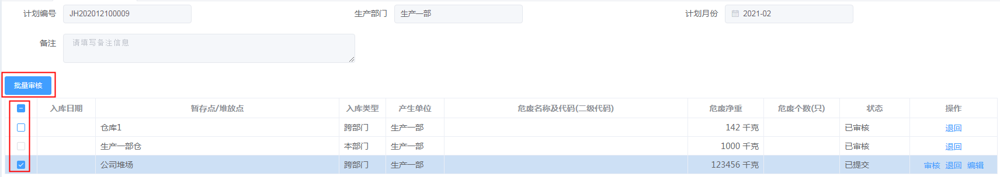 计划编号 JH202012100009 生产部门 生产一部 计划月份 2021-02
备注 请填写备注信息
批量审核
入库日期 暂存点/堆放点 入库类型 产生单位 危废名称及代码(二级代码) 危废净重 危废个数(只) 状态 操作
仓库1 跨部门 生产一部 142 千克 已审核 退回
生产一部仓 本部门 生产一部 1000 千克 已审核 退回
公司堆场 跨部门 生产一部 123456 千克 已提交 审核 退回 编辑